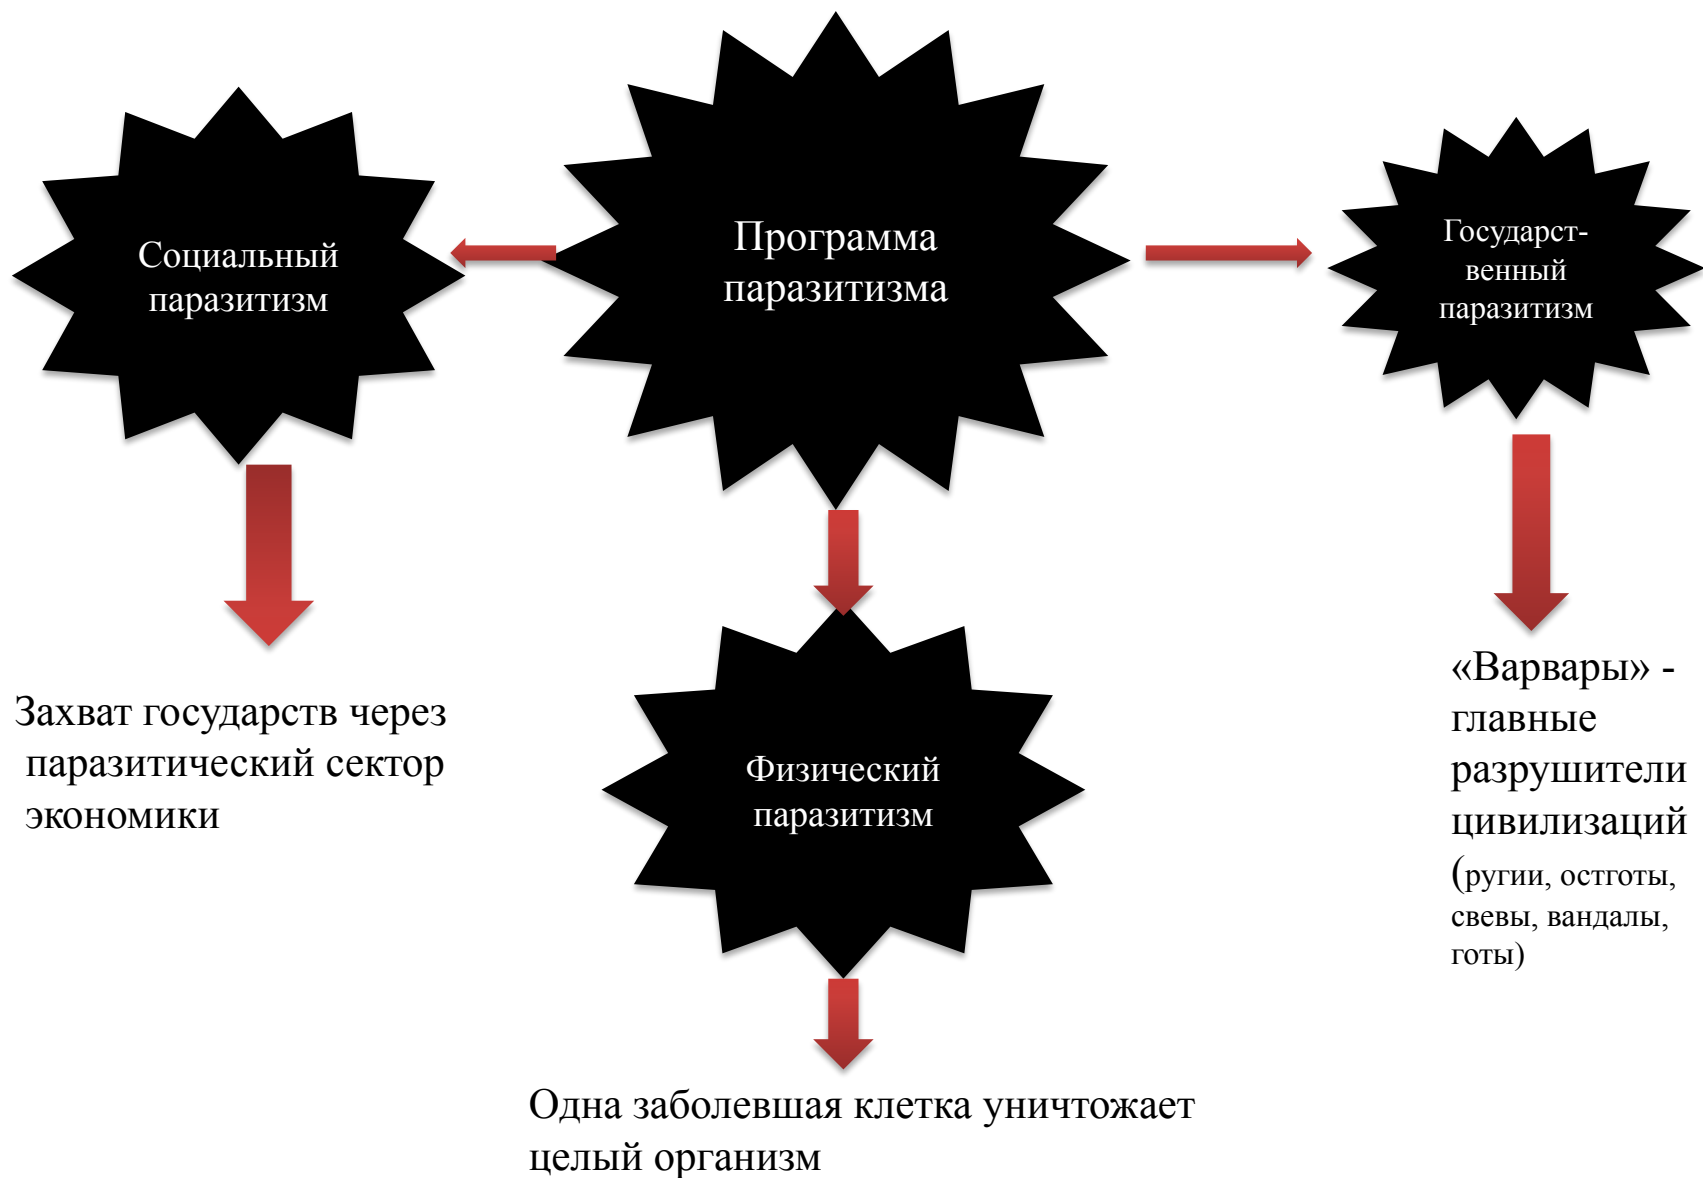 Программа
паразитизма
Социальный
паразитизм
Государст-
венный
паразитизм
Захват государств через
паразитический сектор
экономики
Физический
паразитизм
«Варвары» -
главные
разрушители
цивилизаций
(ругии, остготы,
свевы, вандалы,
готы)
Одна заболевшая клетка уничтожает
целый организм